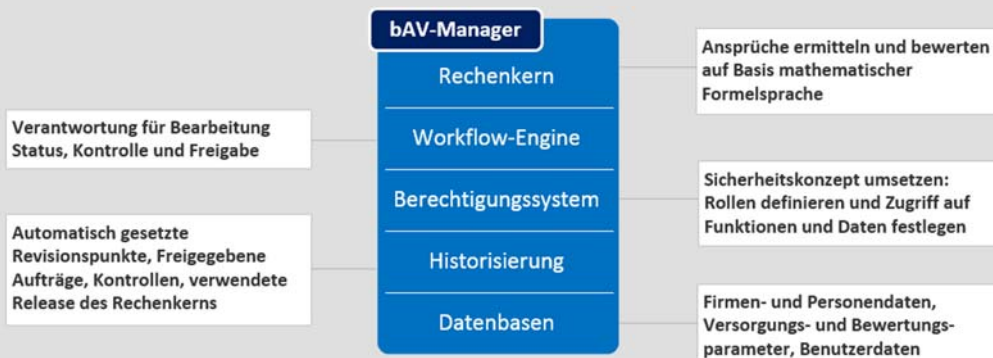 bAV-Manager
Rechenkern
Workflow-Engine
Berechtigungssystem
Historisierung
Datenbasen
Verantwortung für Bearbeitung
Status, Kontrolle und Freigabe
Automatisch gesetzte
Revisionspunkte, Freigegebene
Aufträge, Kontrollen, verwendete
Release des Rechenkerns
Ansprüche ermitteln und bewerten
auf Basis mathematischer
Formelsprache
Sicherheitskonzept umsetzen:
Rollen definieren und Zugriff auf
Funktionen und Daten festlegen
Firmen- und Personendaten,
Versorgungs- und Bewertungs-
parameter, Benutzerdaten